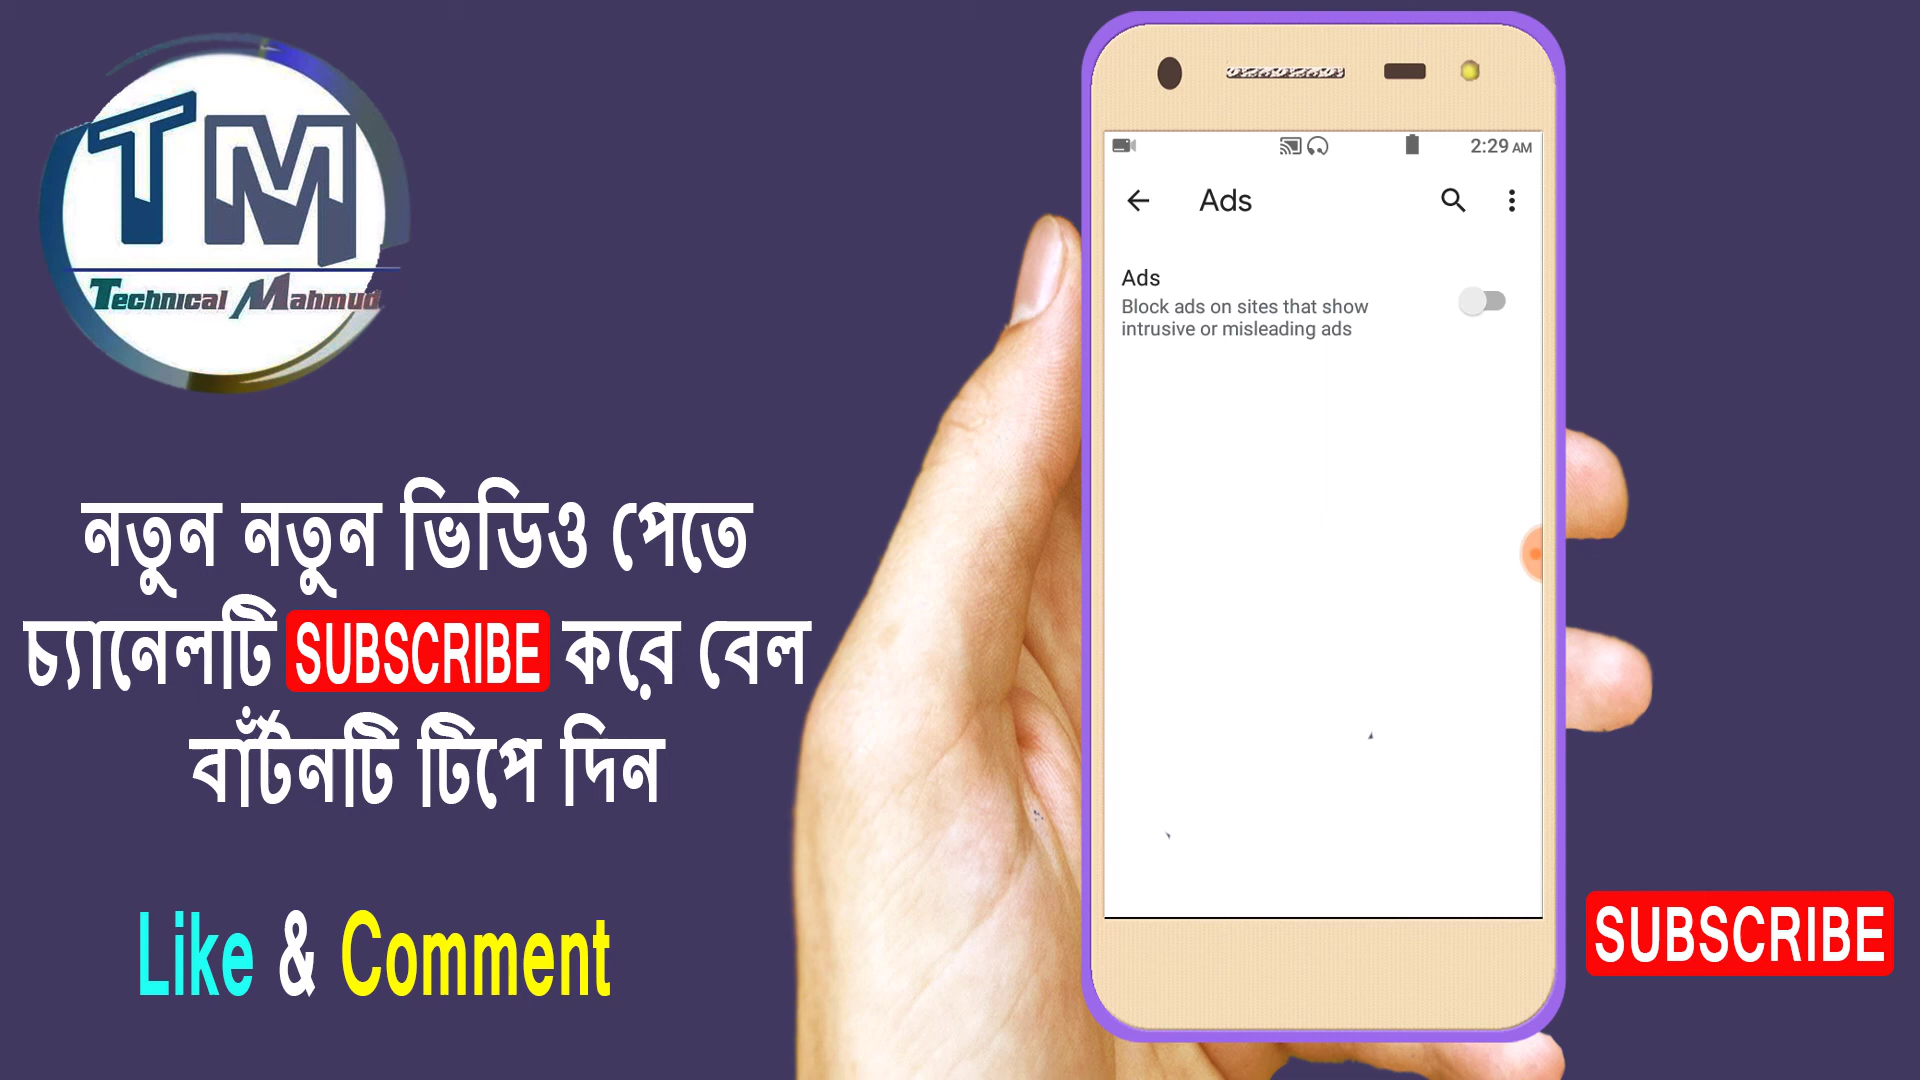 TM
Technical Mahmud
নতুন নতুন ভিডিও পেতে
চ্যানেলটি SUBSCRIBE করে বেল
বাঁটনটি টিপে দিন
Like & Comment
2:29 AM
Ads
Ads
Block ads on sites that show
intrusive or misleading ads
SUBSCRIBE